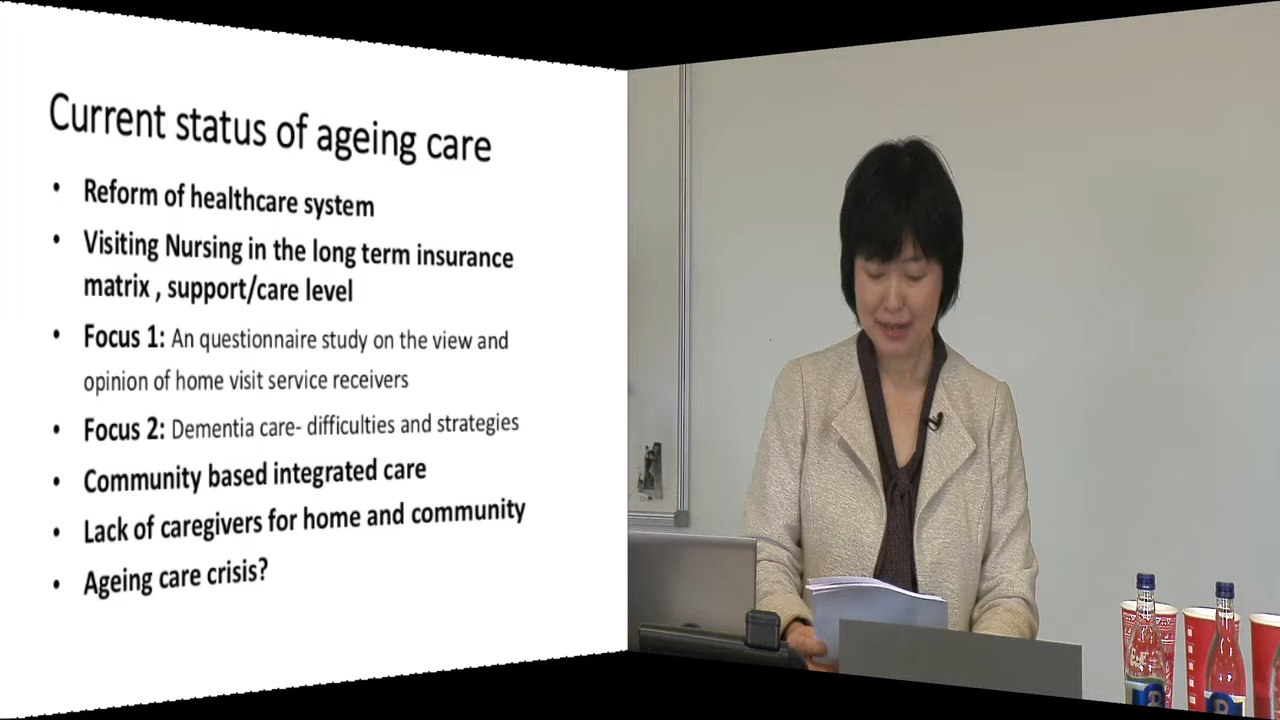 Current status of ageing care
• Reform of healthcare system
• Visiting Nursing in the long term insurance
matrix , support/care level
• Focus 1: An questionnaire study on the view and
opinion of home visit service receivers
• Focus 2: Dementia care- difficulties and strategies
• Community based integrated care
• Lack of caregivers for home and community
• Ageing care crisis?